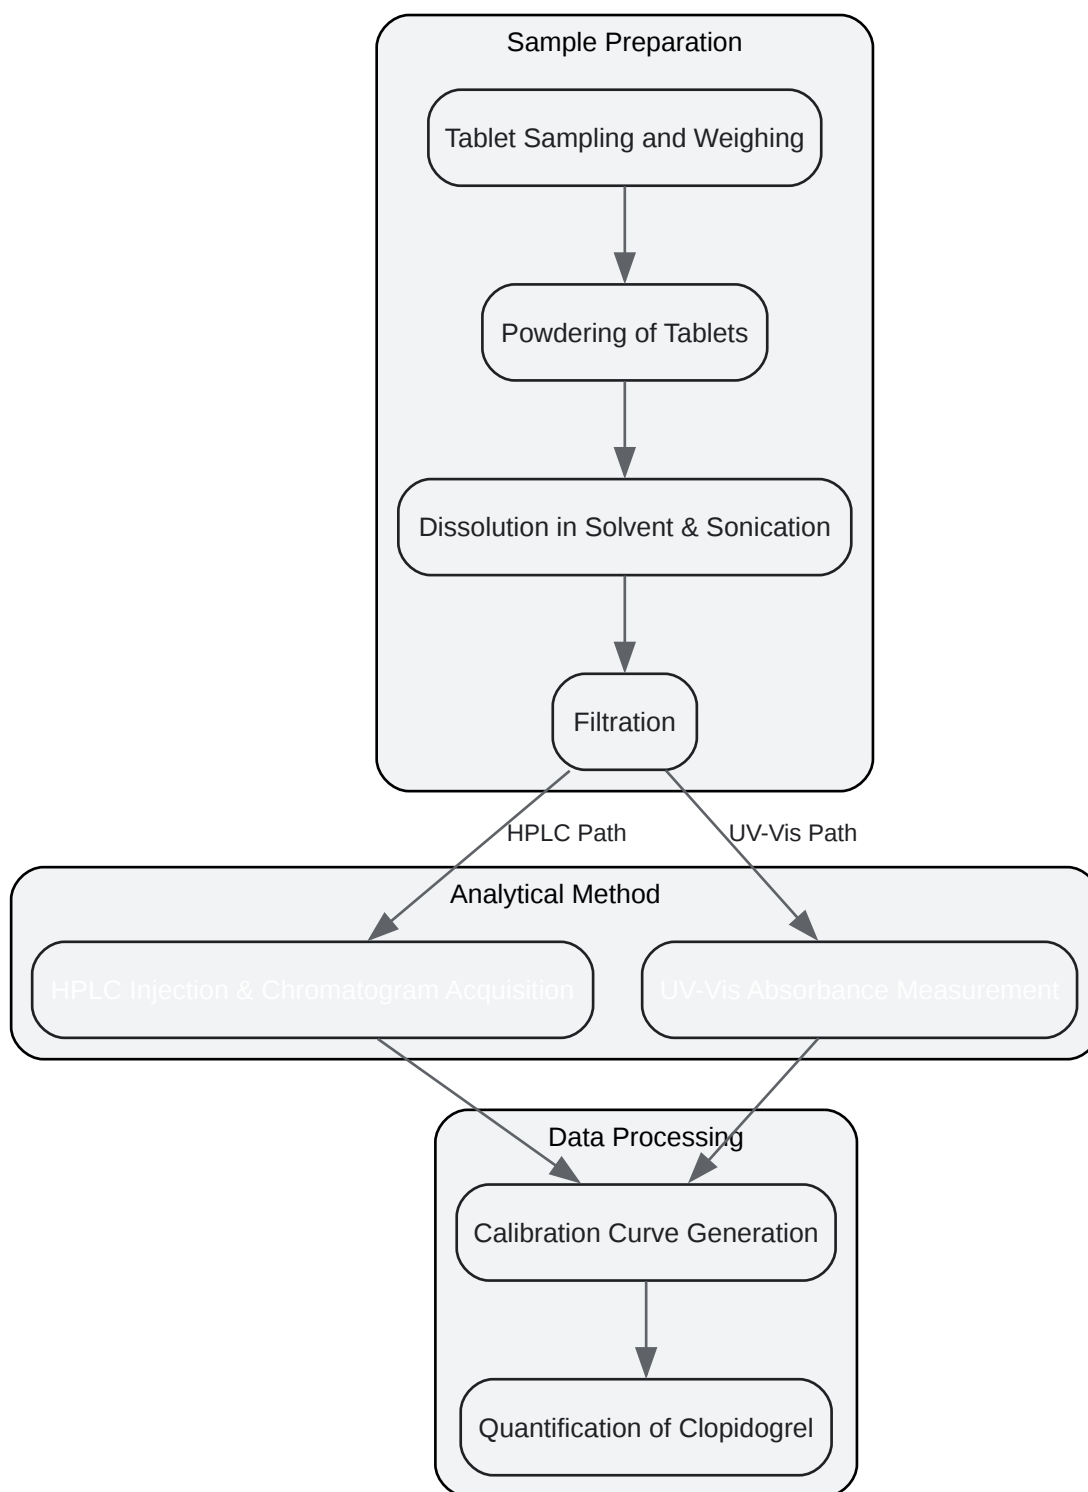 Sample Preparation
Tablet Sampling and Weighing
Powdering of Tablets
Dissolution in Solvent & Sonication
Filtration
HPLC Path
UV-Vis Path
Analytical Method
HPLC Injection & Chromatogram Acquisition
UV-Vis Absorbance Measurement
Data Processing
Calibration Curve Generation
Quantification of Clopidogrel